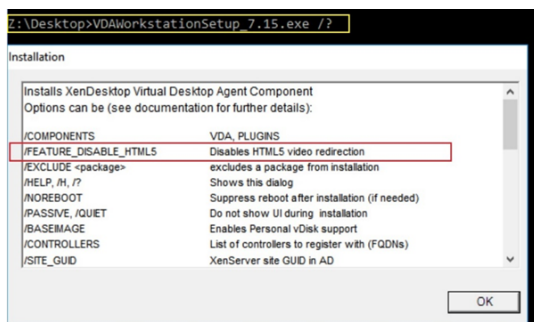 Z:\Desktop>VDAWorkstationSetup_7.15.exe /?
Installation
Installs XenDesktop Virtual Desktop Agent Component
Options can be (see documentation for further details):
/COMPONENTS VDA, PLUGINS
/FEATURE_DISABLE_HTML5 Disables HTML5 video redirection
/EXCLUDE <package> excludes a package from installation
/HELP, /H, /? Shows this dialog
/NOREBOOT Suppress reboot after installation (if needed)
/PASSIVE, /QUIET Do not show UI during installation
/BASEIMAGE Enables Personal vDisk support
/CONTROLLERS List of controllers to register with (FQDNs)
/SITE_GUID XenServer site GUID in AD
OK